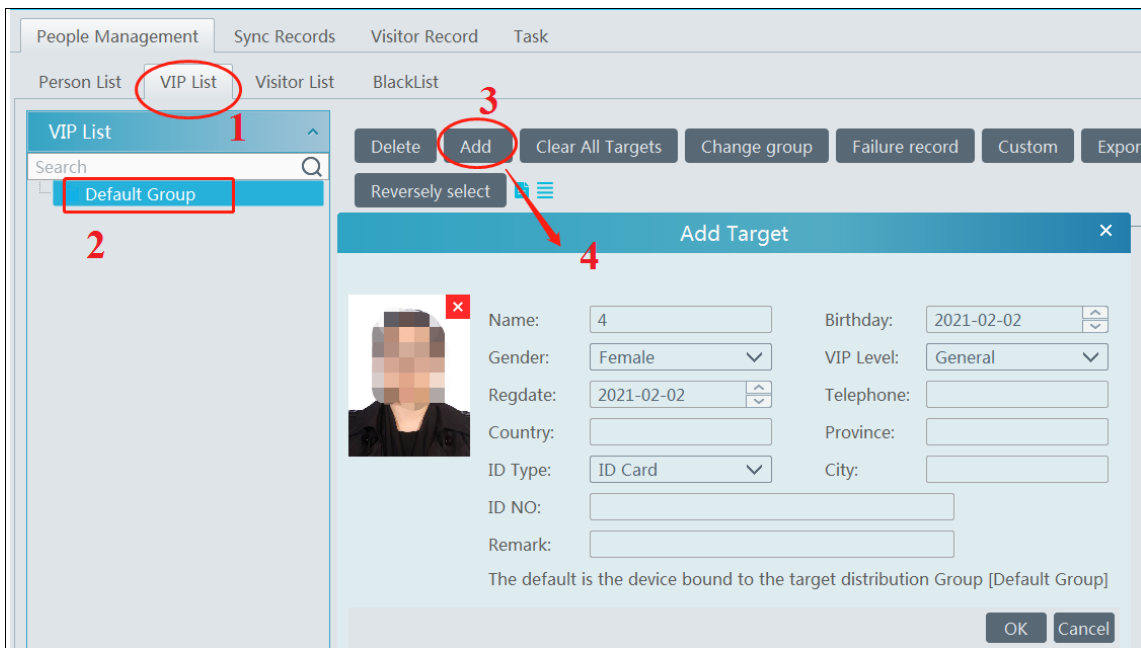 People Management Sync Records Visitor Record Task
Person List VIP List Visitor List BlackList
1
3
VIP List
Search
Default Group
2
Delete Add Clear All Targets Change group Failure record Custom Expor
Reversely select
4
Add Target
Name: 4 Birthday: 2021-02-02
Gender: Female VIP Level: General
Regdate: 2021-02-02 Telephone:
Country: Province:
ID Type: ID Card City:
ID NO:
Remark:
The default is the device bound to the target distribution Group [Default Group]
OK Cancel